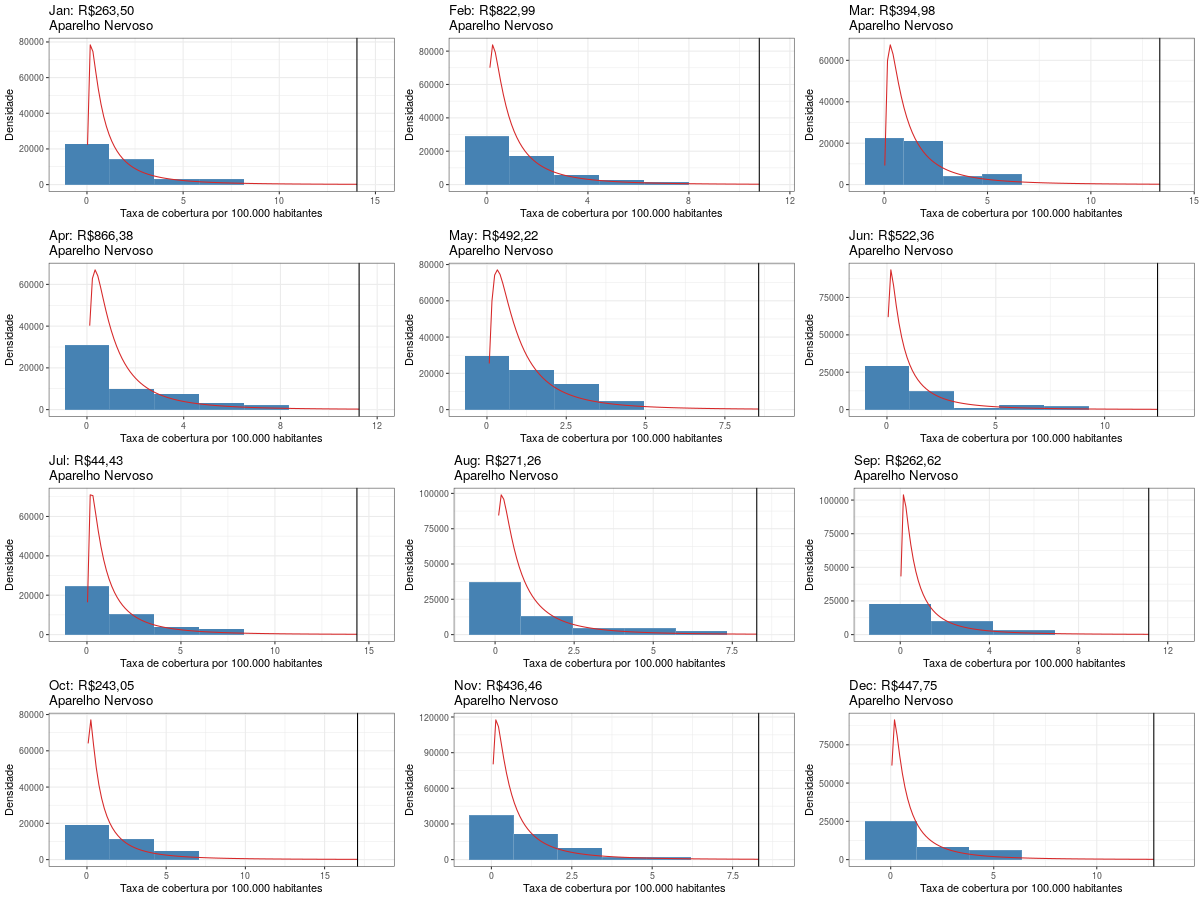 Jan: R$263,50
Aparelho Nervoso
Densidade
80000
60000
40000
20000
0
0 5 10 15
Taxa de cobertura por 100.000 habitantes
Feb: R$822,99
Aparelho Nervoso
Densidade
80000
60000
40000
20000
0
0 4 8 12
Taxa de cobertura por 100.000 habitantes
Mar: R$394,98
Aparelho Nervoso
Densidade
60000
40000
20000
0
0 5 10 15
Taxa de cobertura por 100.000 habitantes
Apr: R$866,38
Aparelho Nervoso
Densidade
60000
40000
20000
0
0 4 8 12
Taxa de cobertura por 100.000 habitantes
May: R$492,22
Aparelho Nervoso
Densidade
80000
60000
40000
20000
0
0 2.5 5 7.5
Taxa de cobertura por 100.000 habitantes
Jun: R$522,36
Aparelho Nervoso
Densidade
75000
50000
25000
0
0 5 10
Taxa de cobertura por 100.000 habitantes
Jul: R$44,43
Aparelho Nervoso
Densidade
60000
40000
20000
0
0 5 10 15
Taxa de cobertura por 100.000 habitantes
Aug: R$271,26
Aparelho Nervoso
Densidade
100000
75000
50000
25000
0
0 2.5 5 7.5
Taxa de cobertura por 100.000 habitantes
Sep: R$262,62
Aparelho Nervoso
Densidade
100000
75000
50000
25000
0
0 4 8 12
Taxa de cobertura por 100.000 habitantes
Oct: R$243,05
Aparelho Nervoso
Densidade
80000
60000
40000
20000
0
0 5 10 15
Taxa de cobertura por 100.000 habitantes
Nov: R$436,46
Aparelho Nervoso
Densidade
120000
90000
60000
30000
0
0 2.5 5 7.5
Taxa de cobertura por 100.000 habitantes
Dec: R$447,75
Aparelho Nervoso
Densidade
75000
50000
25000
0
0 5 10
Taxa de cobertura por 100.000 habitantes